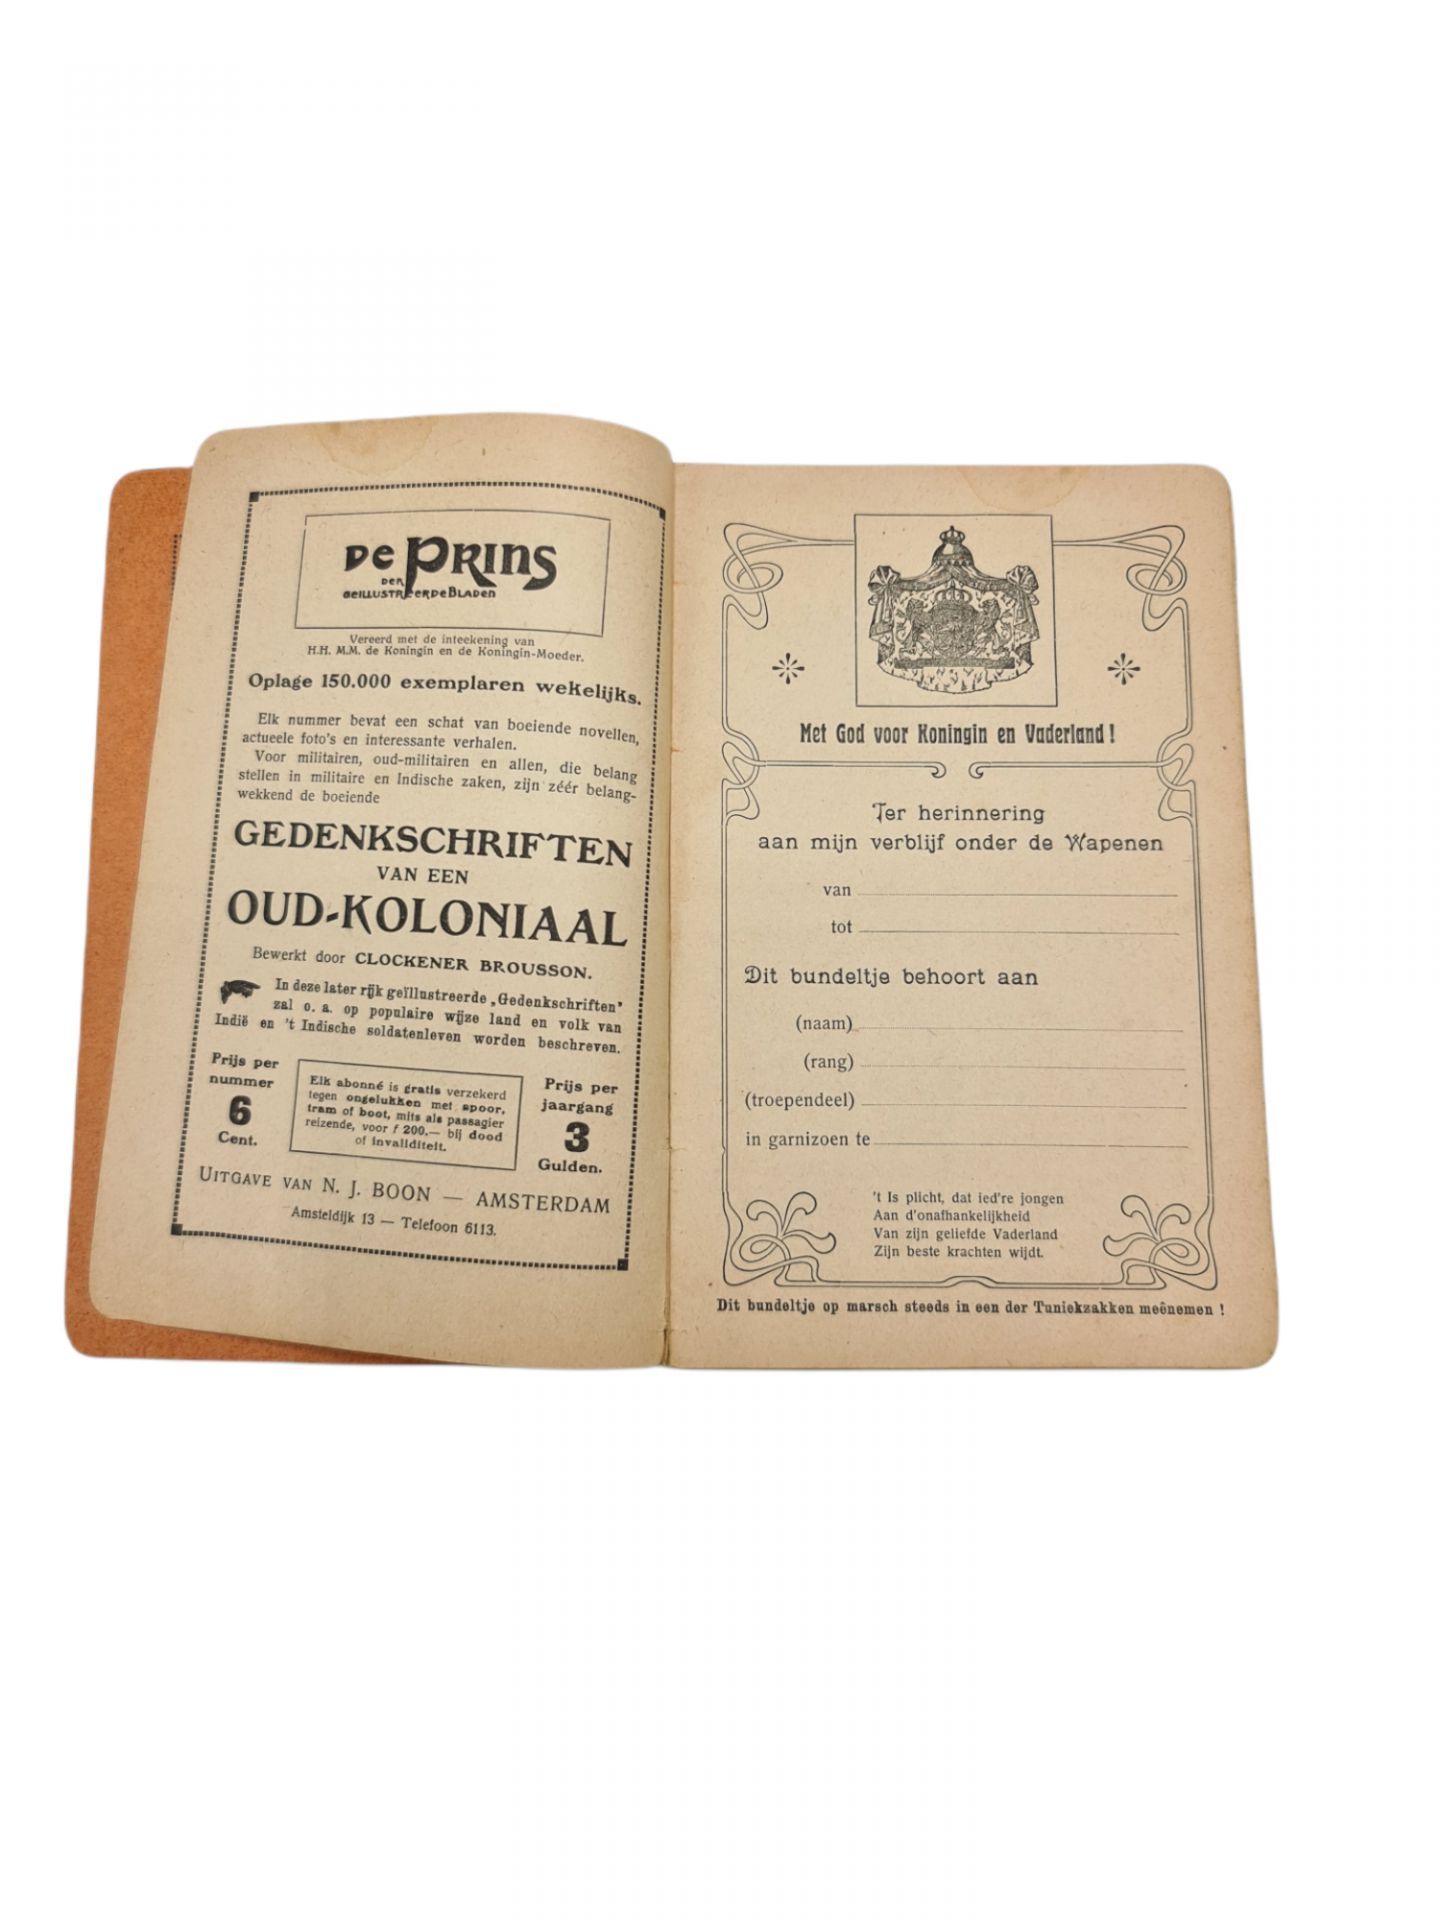 De Prins
der
Geillustreerde Bladen
Vereerd met de inteekening van
H.H. M.M. de Koningin en de Koningin-Moeder.
Oplage 150.000 exemplaren wekelijks.
Elk nummer bevat een schat van boeiende novellen,
actueele foto's en interessante verhalen.
Voor militairen, oud-militairen en allen, die belang
stellen in militaire en Indische zaken, zijn zéér belang-
wekkend de boeiende
GEDENKSCHRIFTEN
VAN EEN
OUD-KOLONIAAL
Bewerkt door CLOCKENER BROUSSON.
In deze later rijk geïllustreerde „Gedenkschriften"
zal o. a. op populaire wijze land en volk van
Indië en 't Indische soldatenleven worden beschreven.
Prijs per
nummer
6
Cent.
Elk abonné is gratis verzekerd
tegen ongelukken met spoor,
tram of boot, mits als passagier
reizende, voor f 200.— bij dood
of invaliditeit.
Prijs per
jaargang
3
Gulden.
UITGAVE VAN N. J. BOON — AMSTERDAM
Amsteldijk 13 — Telefoon 6113.
Met God voor Koningin en Vaderland!
Ter herinnering
aan mijn verblijf onder de Wapenen
van
tot
Dit bundeltje behoort aan
(naam)
(rang)
(troependeel)
in garnizoen te
't Is plicht, dat ied're jongen
Aan d'onafhankelijkheid
Van zijn geliefde Vaderland
Zijn beste krachten wijdt.
Dit bundeltje op marsch steeds in een der Tuniekzakken meênemen!